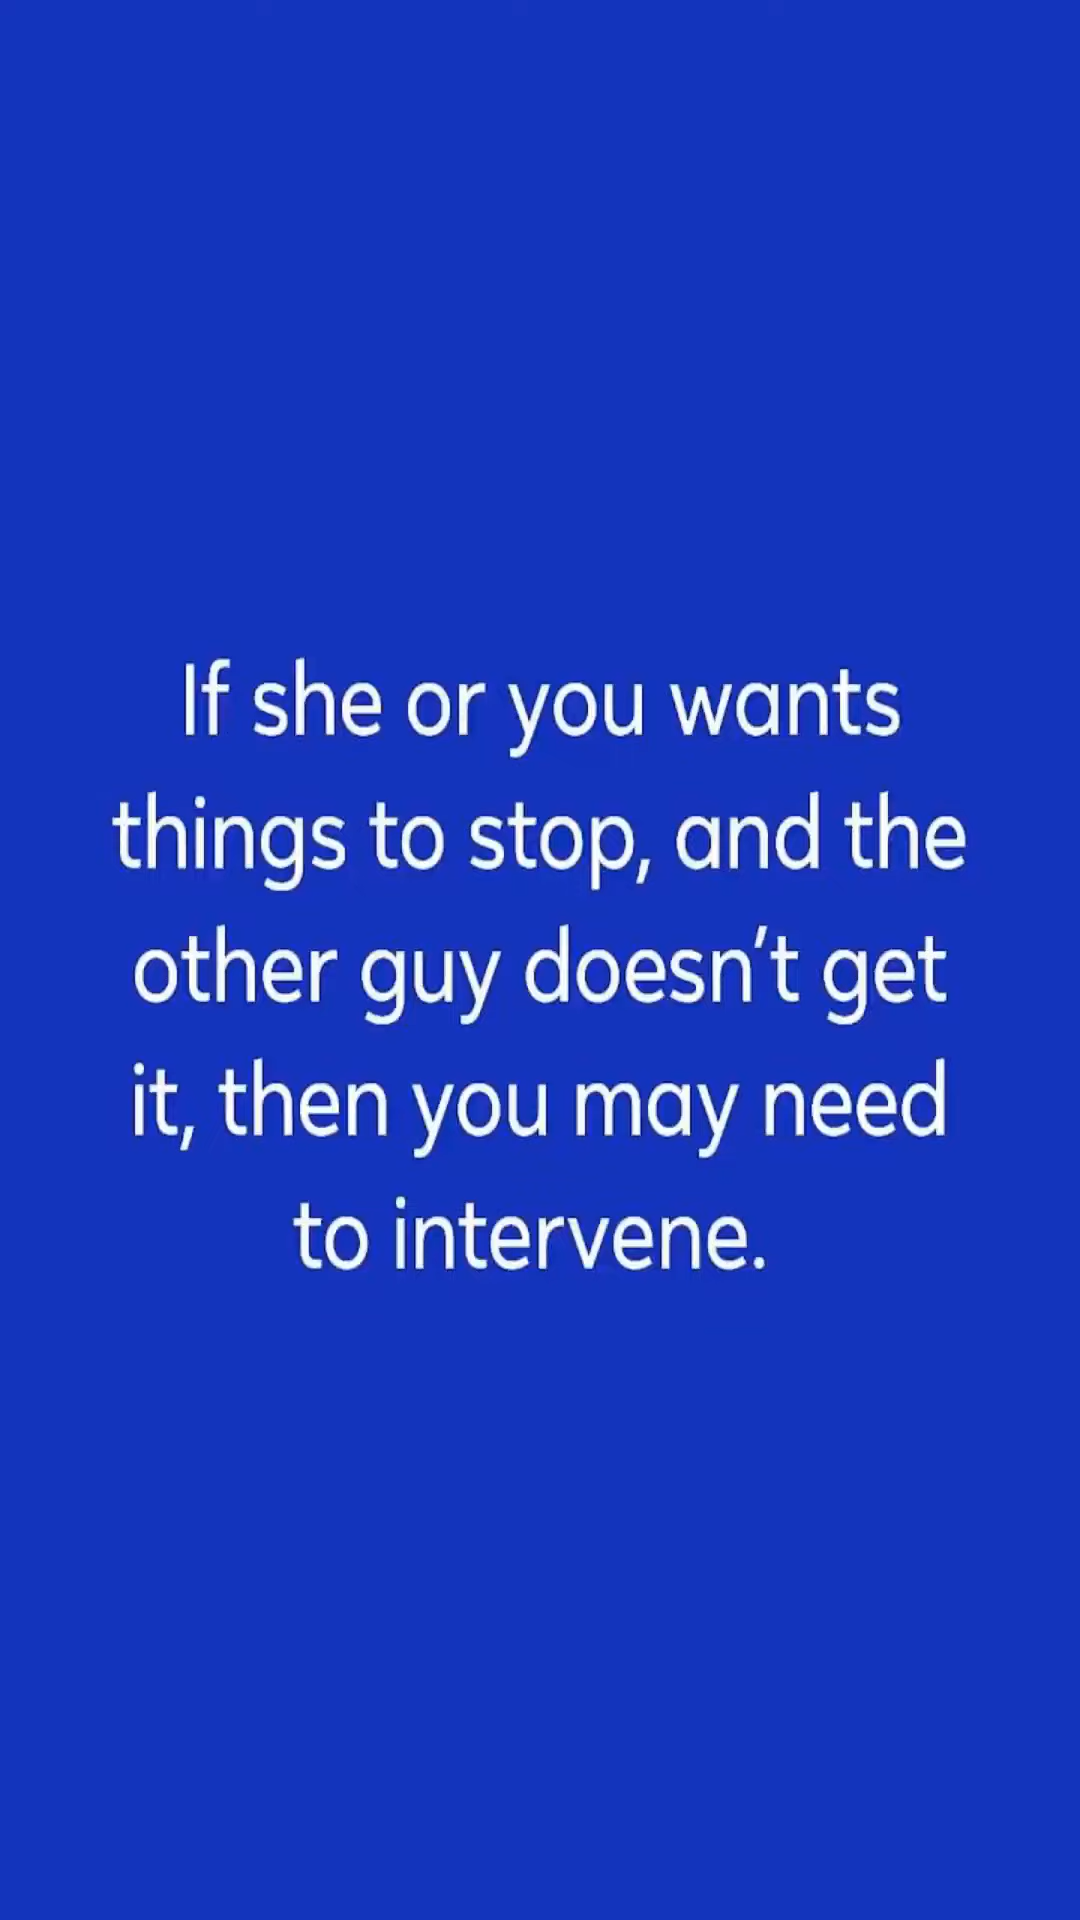 If she or you wants
things to stop, and the
other guy doesn’t get
it, then you may need
to intervene.